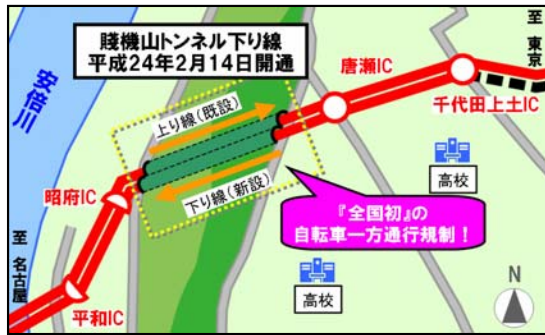 賤機山トンネル下り線
平成24年2月14日開通
至 東京
唐瀬IC
千代田上土IC
安倍川
上り線(既設)
高校
昭府IC
下り線(新設)
『全国初』の
自転車一方通行規制！
至 名古屋
高校
平和IC
N